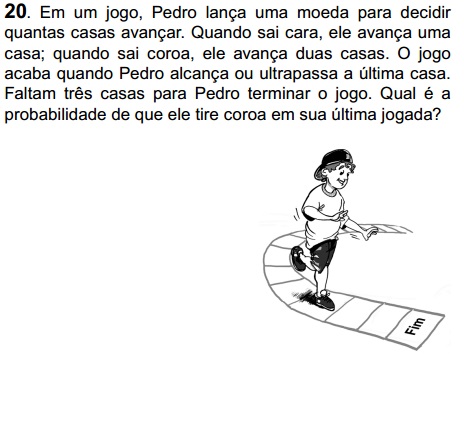 20. Em um jogo, Pedro lança uma moeda para decidir
quantas casas avançar. Quando sai cara, ele avança uma
casa; quando sai coroa, ele avança duas casas. O jogo
acaba quando Pedro alcança ou ultrapassa a última casa.
Faltam três casas para Pedro terminar o jogo. Qual é a
probabilidade de que ele tire coroa em sua última jogada?
Fim